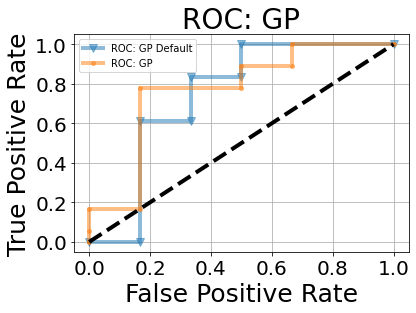 ROC: GP
ROC: GP Default
ROC: GP
True Positive Rate
1.0
0.8
0.6
0.4
0.2
0.0
0.0 0.2 0.4 0.6 0.8 1.0
False Positive Rate